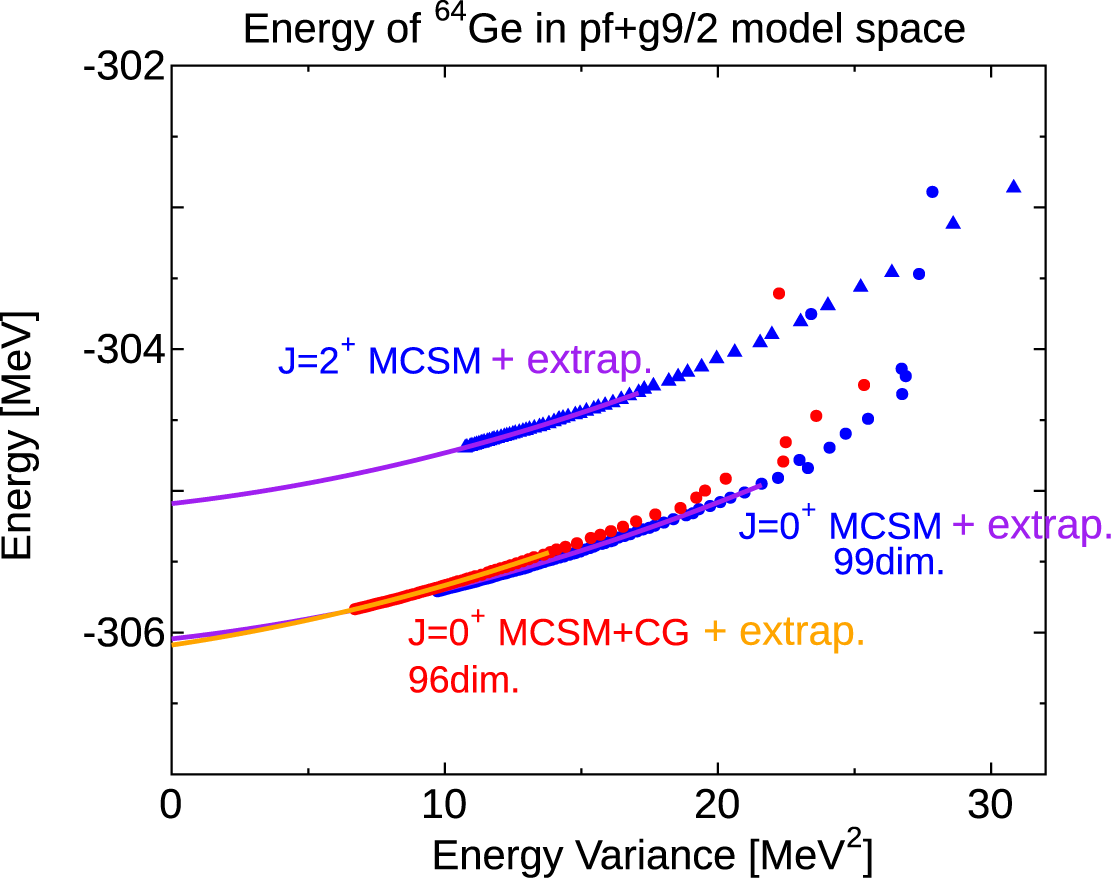 Energy of ⁶⁴Ge in pf+g9/2 model space
-302
-304
-306
Energy [MeV]
J=2⁺ MCSM + extrap.
J=0⁺ MCSM + extrap.
99dim.
J=0⁺ MCSM+CG + extrap.
96dim.
0 10 20 30
Energy Variance [MeV²]